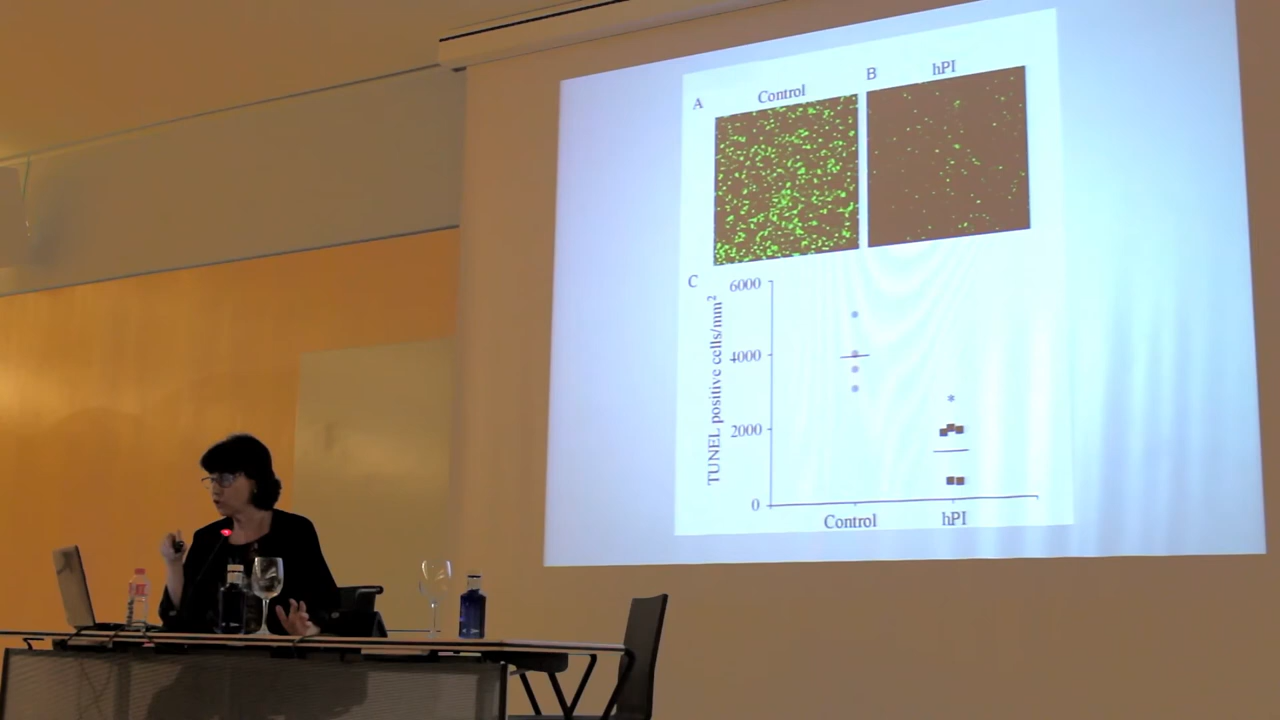 A
Control
B
hPI
C
TUNEL positive cells/mm²
6000
4000
2000
0
*
Control
hPI